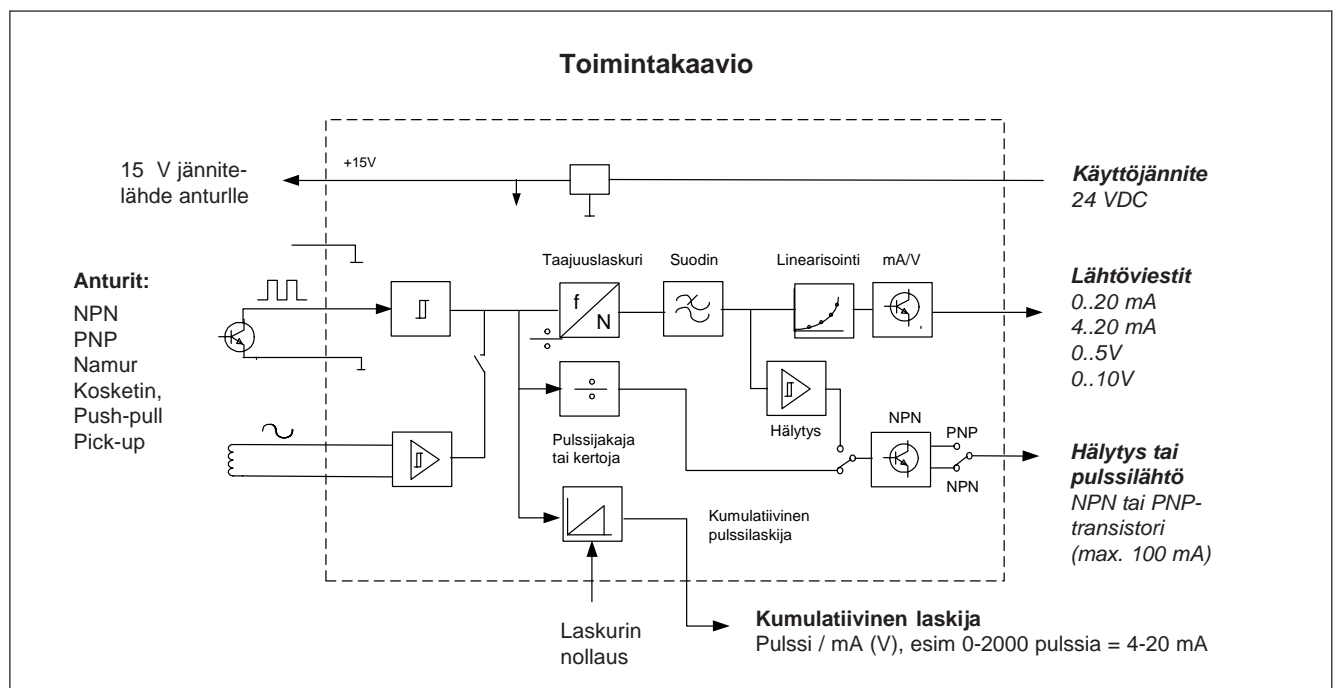 Toimintakaavio
15 V jännite-
lähde anturlle
+15V
Käyttöjännite
24 VDC
Anturit:
NPN
PNP
Namur
Kosketin,
Push-pull
Pick-up
Taajuuslaskuri
f
N
Suodin
Linearisointi
mA/V
Lähtöviestit
0..20 mA
4.20 mA
0..5V
0..10V
Pulssijakaja
tai kertoja
Hälytys
NPN
PNP
NPN
Hälytys tai
pulssilähtö
NPN tai PNP-
transistori
(max. 100 mA)
Kumulatiivinen
pulssilaskija
Laskurin
nollaus
Kumulatiivinen laskija
Pulssi / mA (V), esim 0-2000 pulssia = 4-20 mA